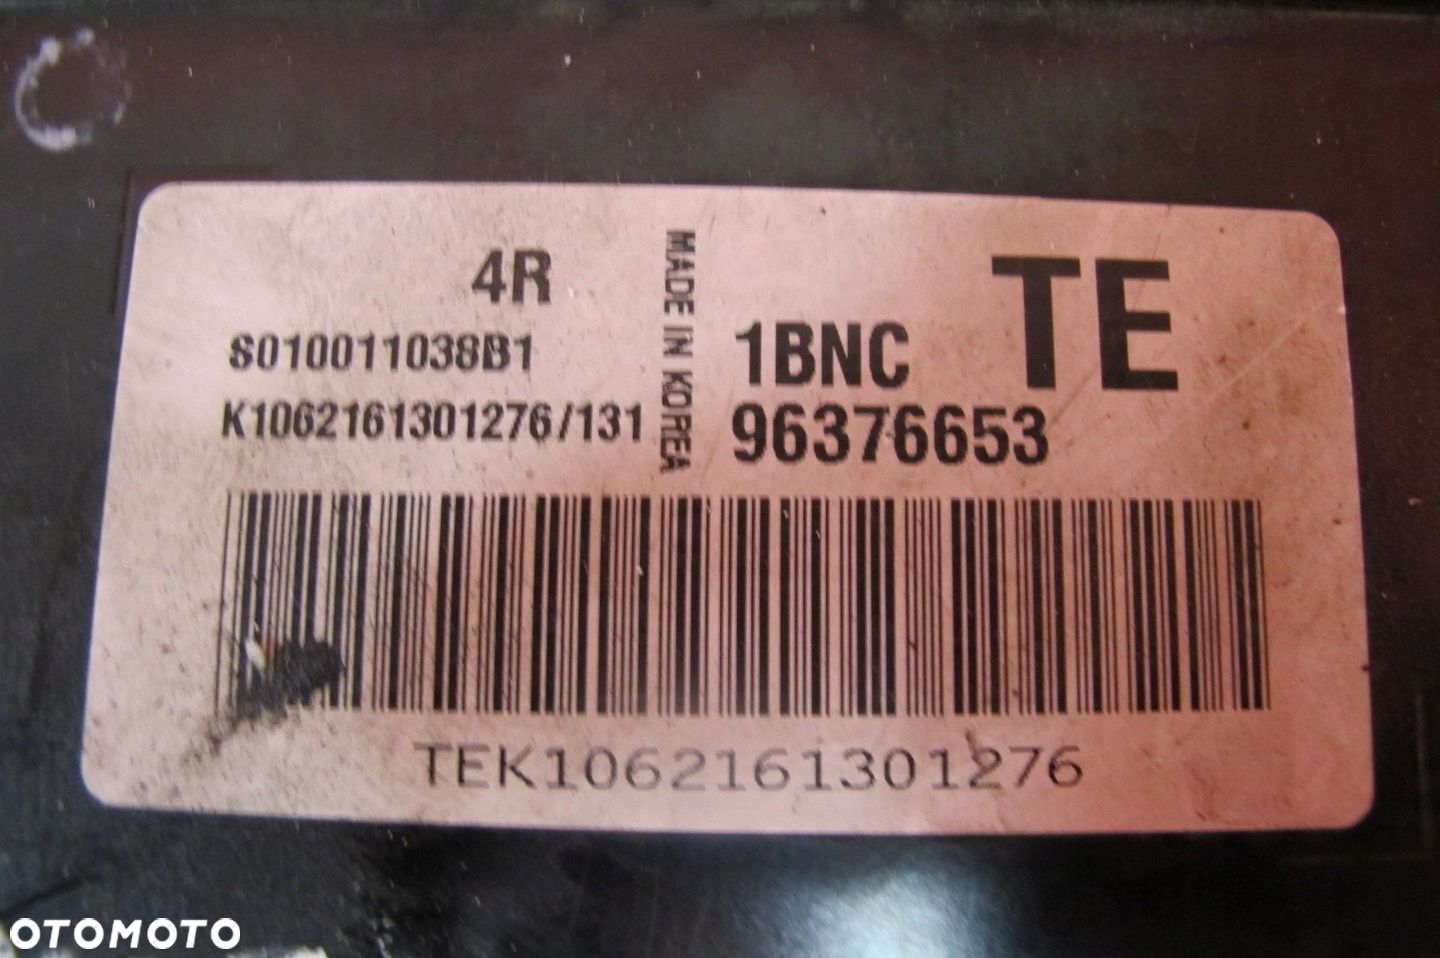 4R
S010011038B1
K1062161301276/131
MADE IN KOREA
TE
1BNC
96376653
TEK1062161301276
OTOMOTO